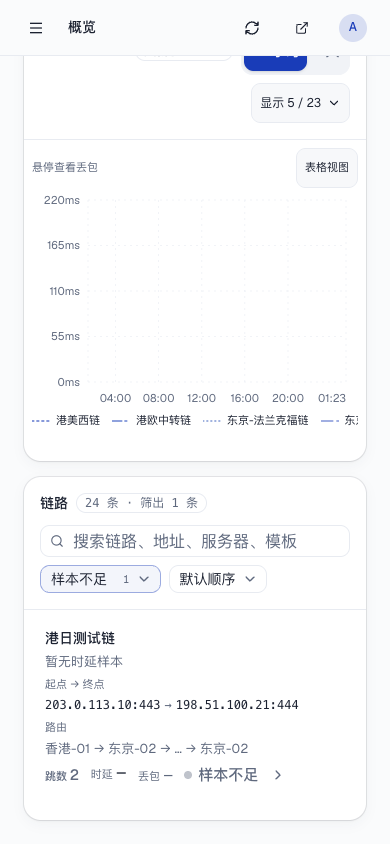 概览
A
显示 5 / 23
悬停查看丢包
表格视图
220ms
165ms
110ms
55ms
0ms
04:00 08:00 12:00 16:00 20:00 01:23
港美西链 港欧中转链 东京-法兰克福链
链路 24 条 · 筛出 1 条
搜索链路、地址、服务器、模板
样本不足 1 默认顺序
港日测试链
暂无时延样本
起点 → 终点
203.0.113.10:443 → 198.51.100.21:444
路由
香港-01 → 东京-02 → … → 东京-02
跳数 2 时延 — 丢包 — 样本不足